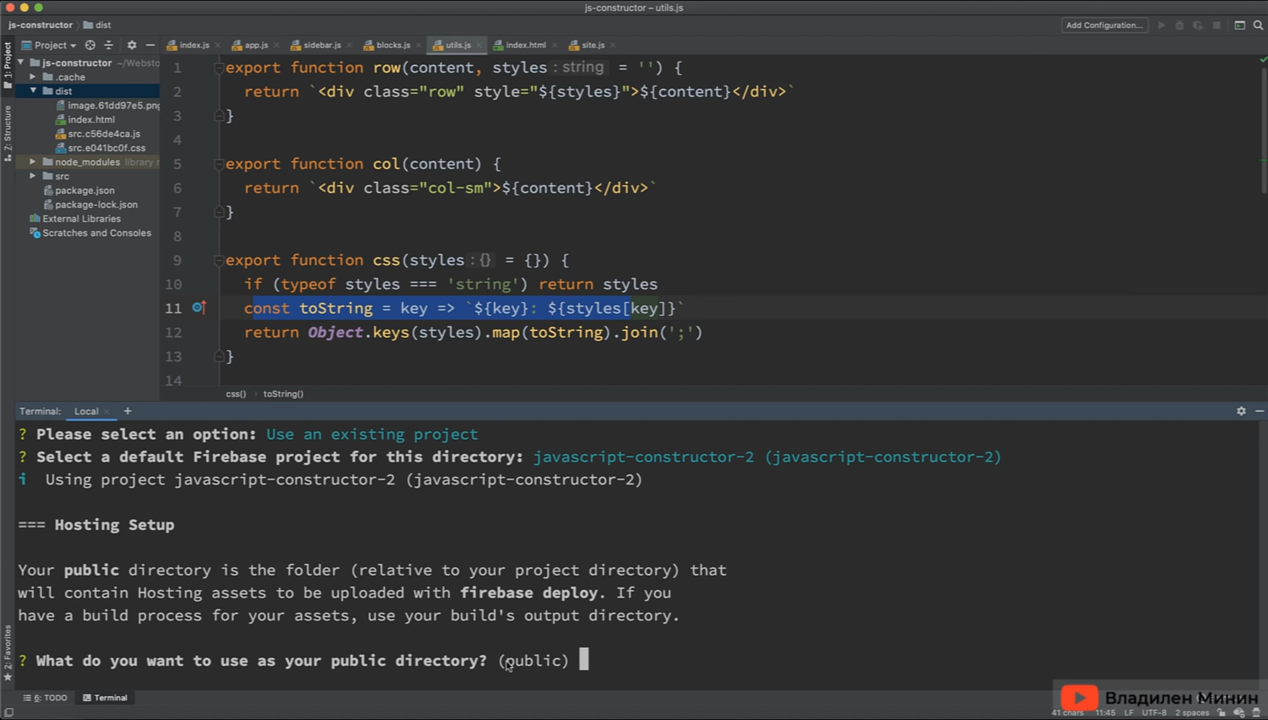 js-constructor – utils.js
js-constructor
dist
Add Configuration...
1: Project
Z: Structure
2: Favorites
Project
index.js
app.js
sidebar.js
blocks.js
utils.js
index.html
site.js
js-constructor ~/Websto
.cache
dist
image.61dd97e5.png
index.html
src.c56de4ca.js
src.e041bc0f.css
node_modules library r
src
package.json
package-lock.json
External Libraries
Scratches and Consoles
1 export function row(content, styles :string = '') {
2 return `<div class="row" style="${styles}">${content}</div>`
3 }
4
5 export function col(content) {
6 return `<div class="col-sm">${content}</div>`
7 }
8
9 export function css(styles :{} = {}) {
10 if (typeof styles === 'string') return styles
11 const toString = key => `${key}: ${styles[key]}`
12 return Object.keys(styles).map(toString).join(';')
13 }
14
css() toString()
Terminal: Local +
? Please select an option: Use an existing project
? Select a default Firebase project for this directory: javascript-constructor-2 (javascript-constructor-2)
i Using project javascript-constructor-2 (javascript-constructor-2)
=== Hosting Setup
Your public directory is the folder (relative to your project directory) that
will contain Hosting assets to be uploaded with firebase deploy. If you
have a build process for your assets, use your build's output directory.
? What do you want to use as your public directory? (public)
6: TODO
Terminal
Владилен Минин
41 chars 11:45 LF UTF-8 2 spaces